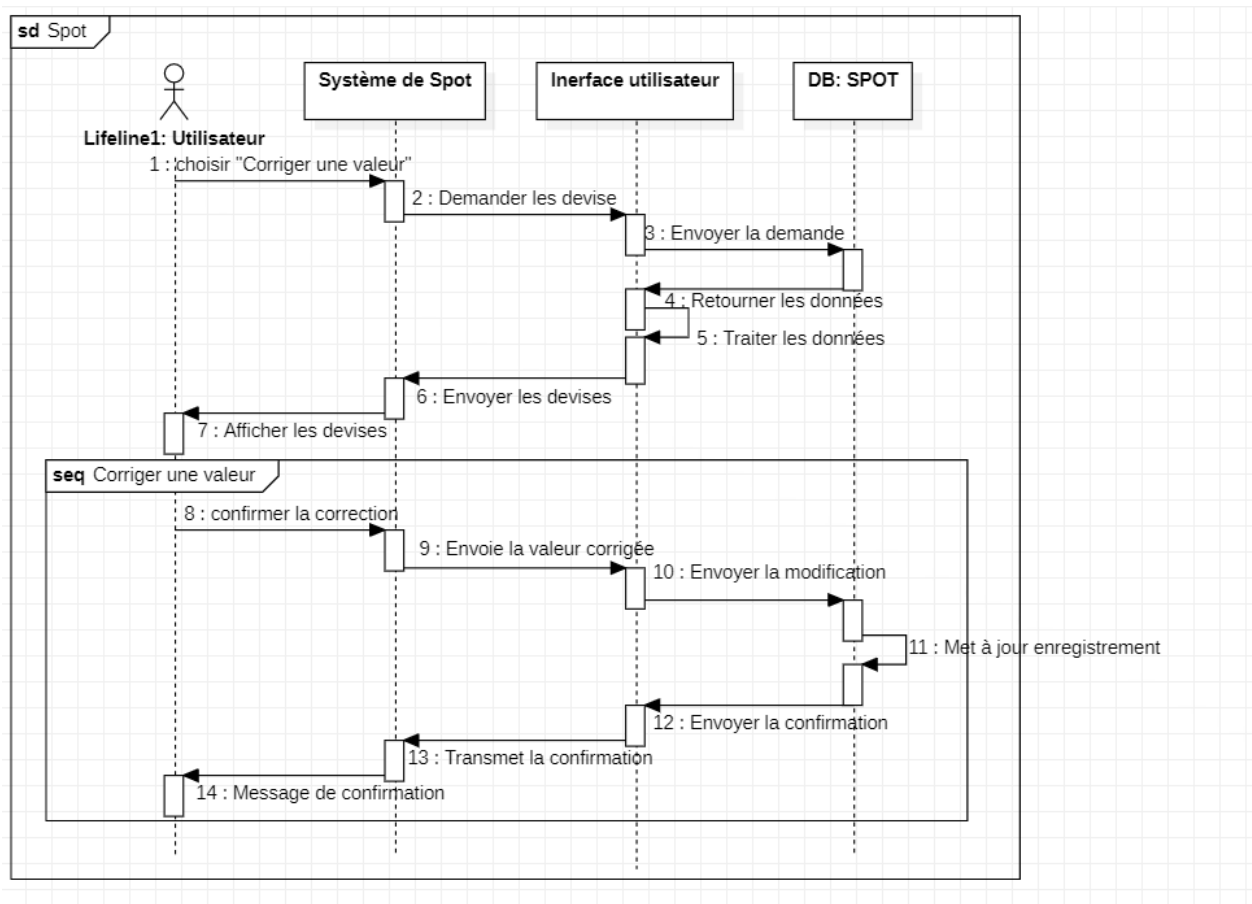 sd Spot
Système de Spot
Inerface utilisateur
DB: SPOT
Lifeline1: Utilisateur
1 : choisir "Corriger une valeur"
2 : Demander les devise
3 : Envoyer la demande
4 : Retourner les données
5 : Traiter les données
6 : Envoyer les devises
7 : Afficher les devises
seq Corriger une valeur
8 : confirmer la correction
9 : Envoie la valeur corrigée
10 : Envoyer la modification
11 : Met à jour enregistrement
12 : Envoyer la confirmation
13 : Transmet la confirmation
14 : Message de confirmation